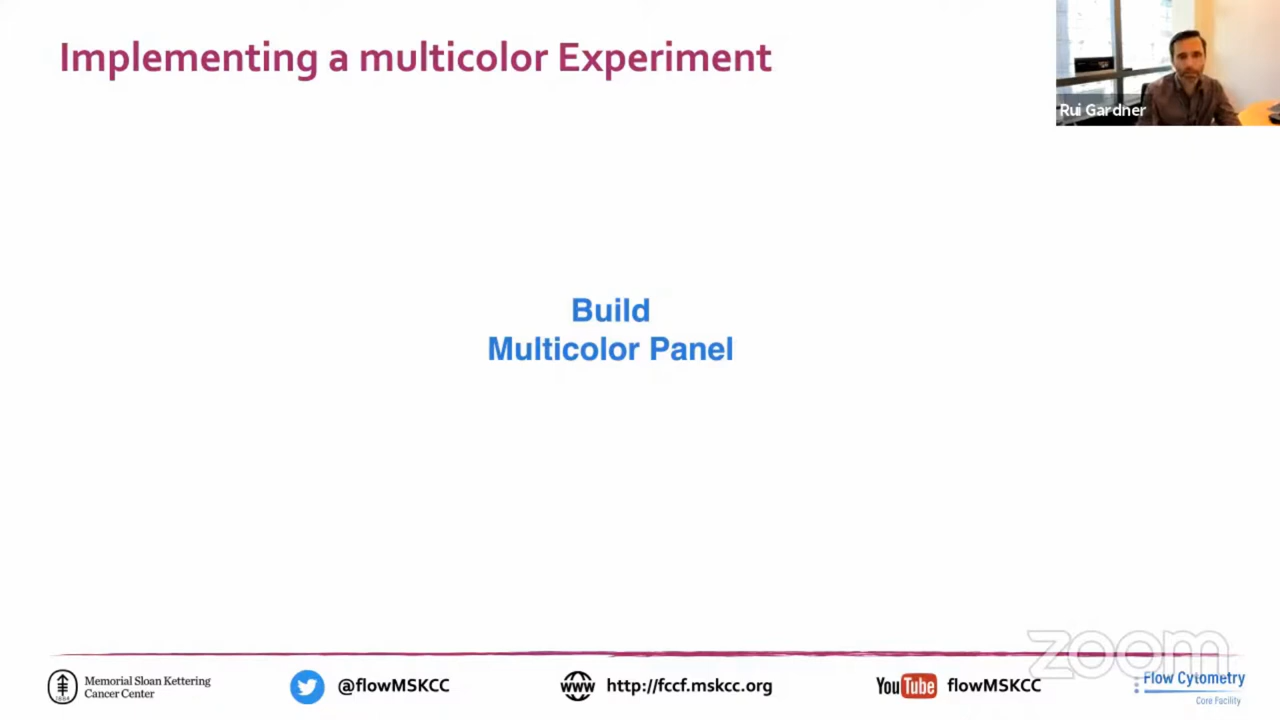 Implementing a multicolor Experiment
Rui Gardner
Build
Multicolor Panel
zoom
Memorial Sloan Kettering
Cancer Center
@flowMSKCC
www
http://fccf.mskcc.org
YouTube
flowMSKCC
Flow Cytometry
Core Facility